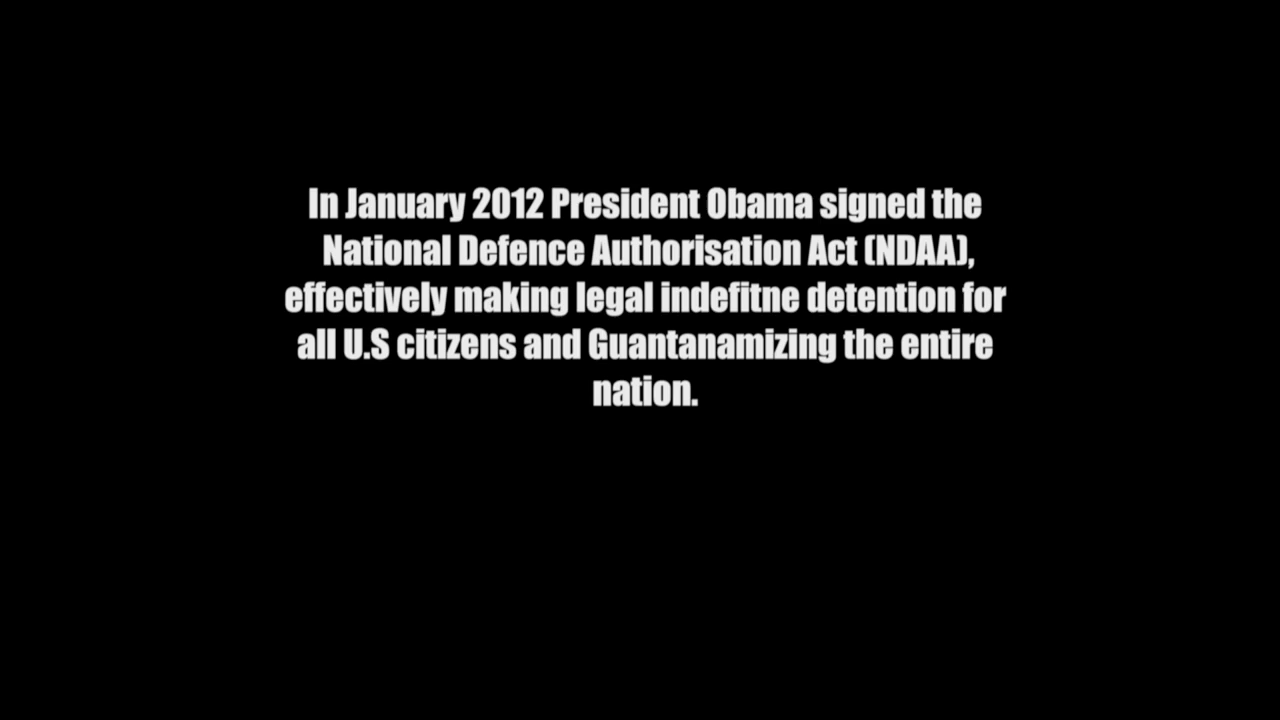 In January 2012 President Obama signed the
National Defence Authorisation Act (NDAA),
effectively making legal indefitne detention for
all U.S citizens and Guantanamizing the entire
nation.